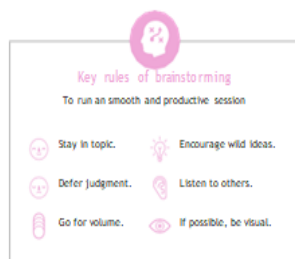 Key rules of brainstorming
To run an smooth and productive session
Stay in topic.
Encourage wild ideas.
Defer judgment.
Listen to others.
Go for volume.
If possible, be visual.